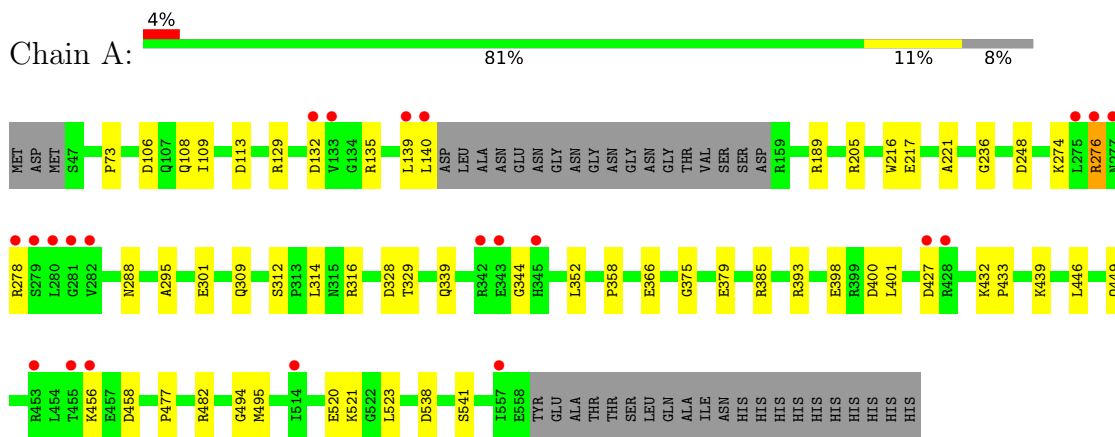 4%
Chain A:
81% 11% 8%
MET ASP MET S47 P73 D106 Q107 Q108 I109 D113 R129 D132 V133 G134 R135 L139 L140 ASP LEU ALA ASN GLU ASN GLY ASN GLY ASN GLY ASN GLY THR VAL SER SER ASP R159 R189 R205 W216 E217 A221 G236 D248 K274 L275 R276 N277
R278 S279 L280 G281 V282 N288 A295 E301 Q309 S312 P313 L314 N315 R316 D328 T329 Q339 R342 E343 G344 H345 L352 P358 E366 G375 E379 R385 R393 E398 R399 D400 L401 D427 R428 K432 P433 K439 L446
R453 L454 T455 K456 E457 D458 P477 R482 G494 M495 I514 E520 K521 G522 L523 D538 S541 I557 E558 TYR GLU ALA THR THR SER LEU GLN ALA ILE ASN HIS HIS HIS HIS HIS HIS HIS HIS HIS HIS